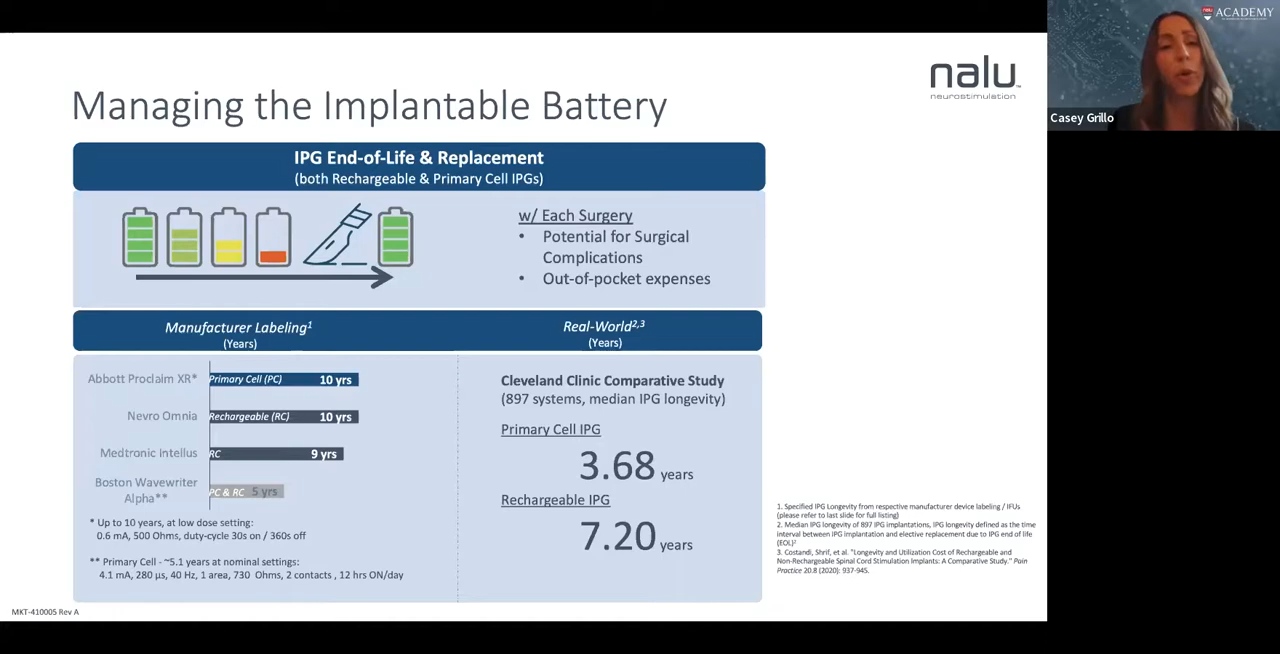 ACADEMY
nalu
neurostimulation
Casey Grillo
Managing the Implantable Battery
IPG End-of-Life & Replacement
(both Rechargeable & Primary Cell IPGs)
w/ Each Surgery
• Potential for Surgical
Complications
• Out-of-pocket expenses
Manufacturer Labeling1
(Years)
Real-World2,3
(Years)
Abbott Proclaim XR*
Primary Cell (PC) 10 yrs
Nevro Omnia
Rechargeable (RC) 10 yrs
Medtronic Intellus
RC 9 yrs
Boston Wavewriter
Alpha**
PC & RC 5 yrs
* Up to 10 years, at low dose setting:
0.6 mA, 500 Ohms, duty-cycle 30s on / 360s off
** Primary Cell - ~5.1 years at nominal settings:
4.1 mA, 280 µs, 40 Hz, 1 area, 730 Ohms, 2 contacts , 12 hrs ON/day
Cleveland Clinic Comparative Study
(897 systems, median IPG longevity)
Primary Cell IPG
3.68 years
Rechargeable IPG
7.20 years
1. Specified IPG Longevity from respective manufacturer device labeling / IFUs
(please refer to last slide for full listing)
2. Median IPG longevity of 897 IPG implantations, IPG longevity defined as the time
interval between IPG implantation and elective replacement due to IPG end of life
(EOL)2
3. Costandi, Shrif, et al. "Longevity and Utilization Cost of Rechargeable and
Non-Rechargeable Spinal Cord Stimulation Implants: A Comparative Study." Pain
Practice 20.8 (2020): 937-945.
MKT-410005 Rev A